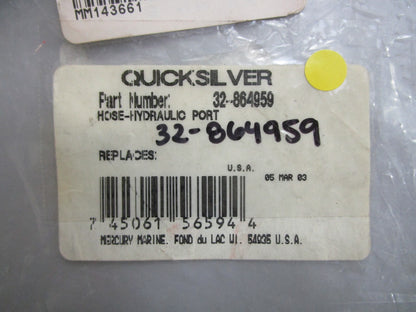 MM143661
QUICKSILVER
Part Number: 32-864959
HOSE-HYDRAULIC PORT
32-864959
REPLACES:
U.S.A.
05 MAR 03
7 45061 56594 4
MERCURY MARINE, FOND du LAC WI. 54935 U.S.A.